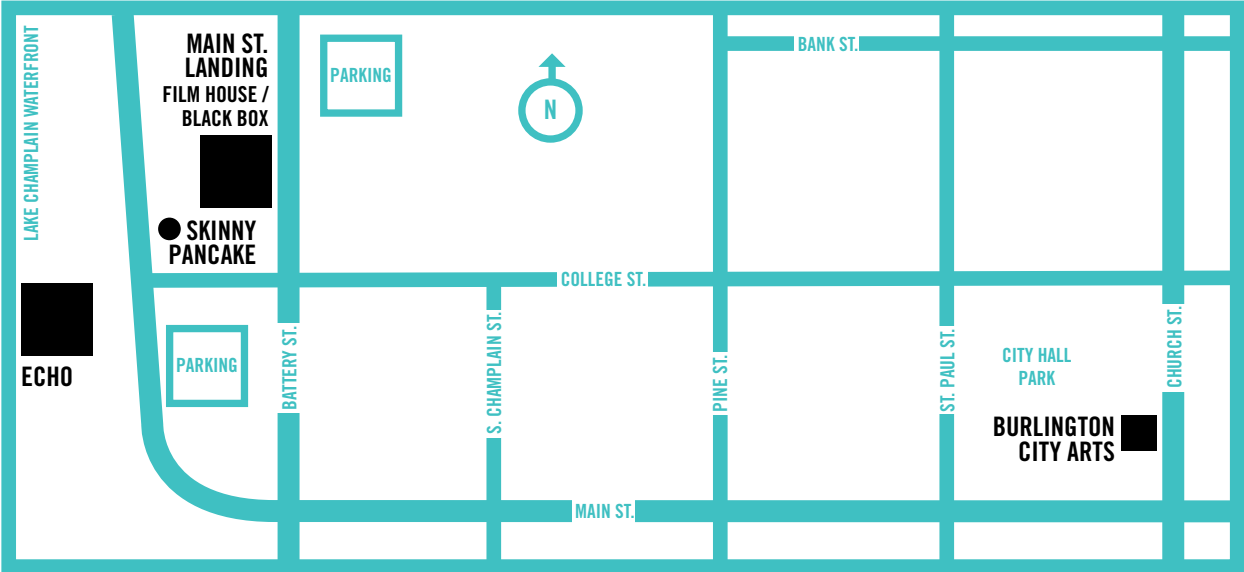 LAKE CHAMPLAIN WATERFRONT
MAIN ST.
LANDING
FILM HOUSE /
BLACK BOX
PARKING
N
BANK ST.
SKINNY
PANCAKE
COLLEGE ST.
ECHO
PARKING
BATTERY ST.
S. CHAMPLAIN ST.
PINE ST.
ST. PAUL ST.
CITY HALL
PARK
CHURCH ST.
BURLINGTON
CITY ARTS
MAIN ST.